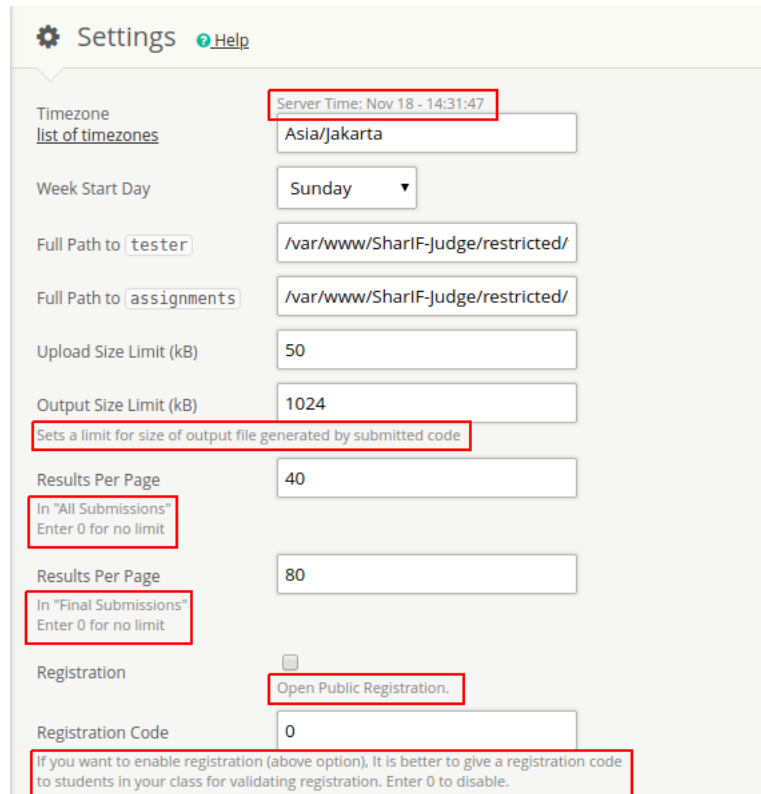 Settings Help
Server Time: Nov 18 - 14:31:47
Timezone
list of timezones
Asia/Jakarta
Week Start Day Sunday
Full Path to tester /var/www/SharIF-Judge/restricted/
Full Path to assignments /var/www/SharIF-Judge/restricted/
Upload Size Limit (kB) 50
Output Size Limit (kB) 1024
Sets a limit for size of output file generated by submitted code
Results Per Page 40
In "All Submissions"
Enter 0 for no limit
Results Per Page 80
In "Final Submissions"
Enter 0 for no limit
Registration
Open Public Registration.
Registration Code 0
If you want to enable registration (above option), It is better to give a registration code
to students in your class for validating registration. Enter 0 to disable.